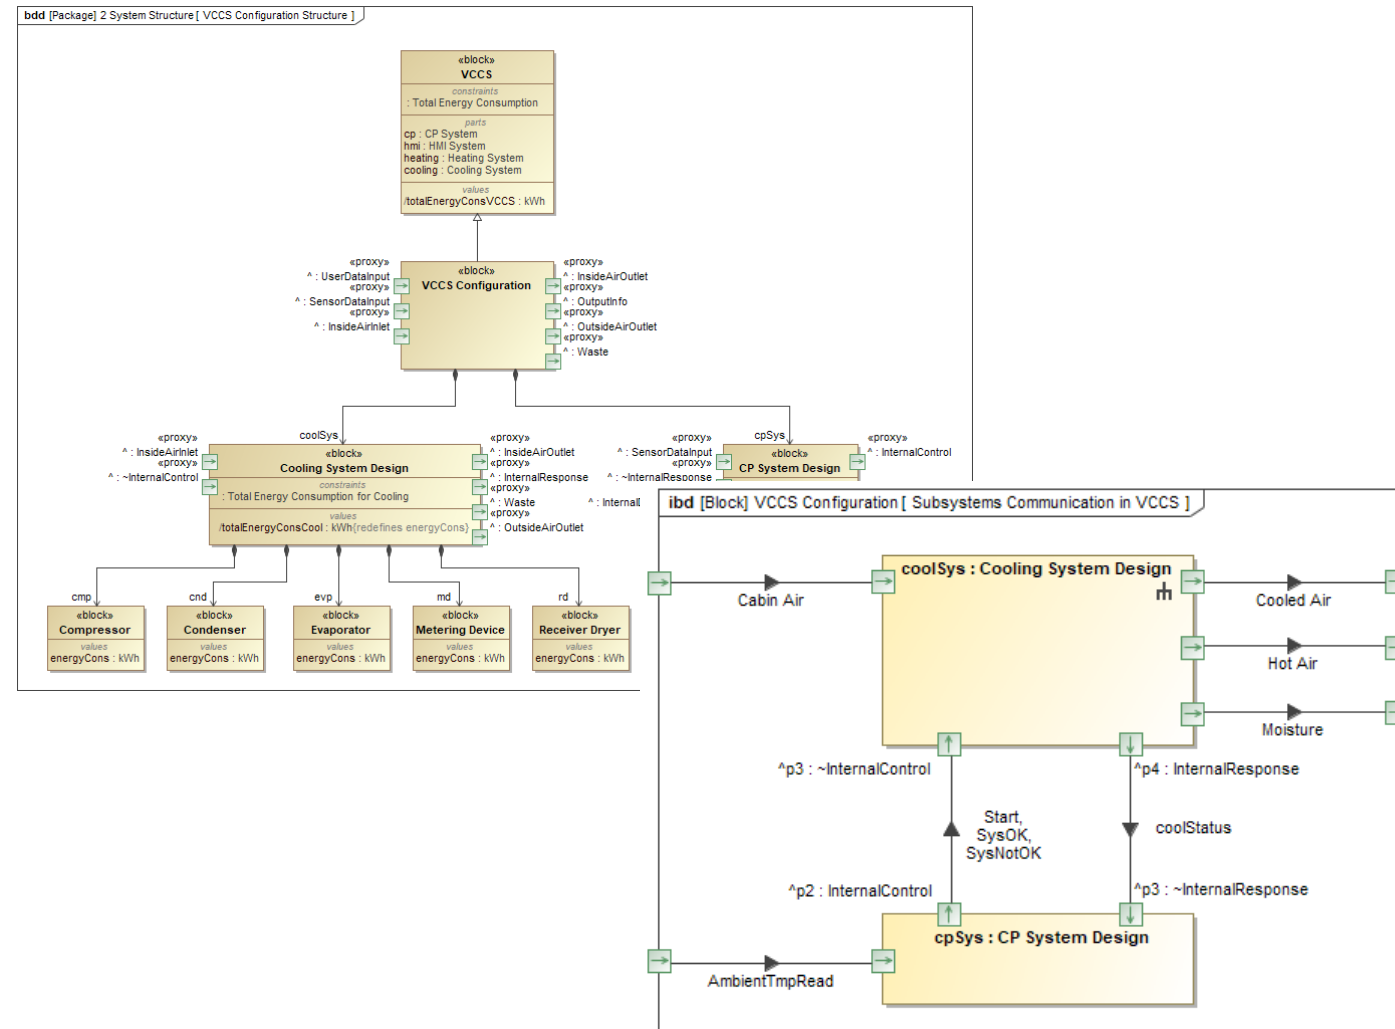 bdd [Package] 2 System Structure [ VCCS Configuration Structure ]
«block»
VCCS
constraints
: Total Energy Consumption
parts
cp : CP System
hmi : HMI System
heating : Heating System
cooling : Cooling System
values
/totalEnergyConsVCCS : kWh
«proxy»
^ : UserDataInput
«proxy»
^ : SensorDataInput
«proxy»
^ : InsideAirInlet
«block»
VCCS Configuration
«proxy»
^ : InsideAirOutlet
«proxy»
^ : OutputInfo
«proxy»
^ : OutsideAirOutlet
«proxy»
^ : Waste
coolSys
cpSys
«proxy»
^ : InsideAirInlet
«proxy»
^ : ~InternalControl
«block»
Cooling System Design
constraints
: Total Energy Consumption for Cooling
values
/totalEnergyConsCool : kWh{redefines energyCons}
«proxy»
^ : InsideAirOutlet
«proxy»
^ : InternalResponse
«proxy»
^ : Waste
«proxy»
^ : OutsideAirOutlet
«proxy»
^ : SensorDataInput
«proxy»
^ : ~InternalResponse
^ : Internal
«block»
CP System Design
«proxy»
^ : InternalControl
cmp
cnd
evp
md
rd
«block»
Compressor
values
energyCons : kWh
«block»
Condenser
values
energyCons : kWh
«block»
Evaporator
values
energyCons : kWh
«block»
Metering Device
values
energyCons : kWh
«block»
Receiver Dryer
values
energyCons : kWh
ibd [Block] VCCS Configuration [ Subsystems Communication in VCCS ]
coolSys : Cooling System Design
Cabin Air
Cooled Air
Hot Air
Moisture
^p3 : ~InternalControl
^p4 : InternalResponse
Start,
SysOK,
SysNotOK
coolStatus
^p2 : InternalControl
^p3 : ~InternalResponse
cpSys : CP System Design
AmbientTmpRead